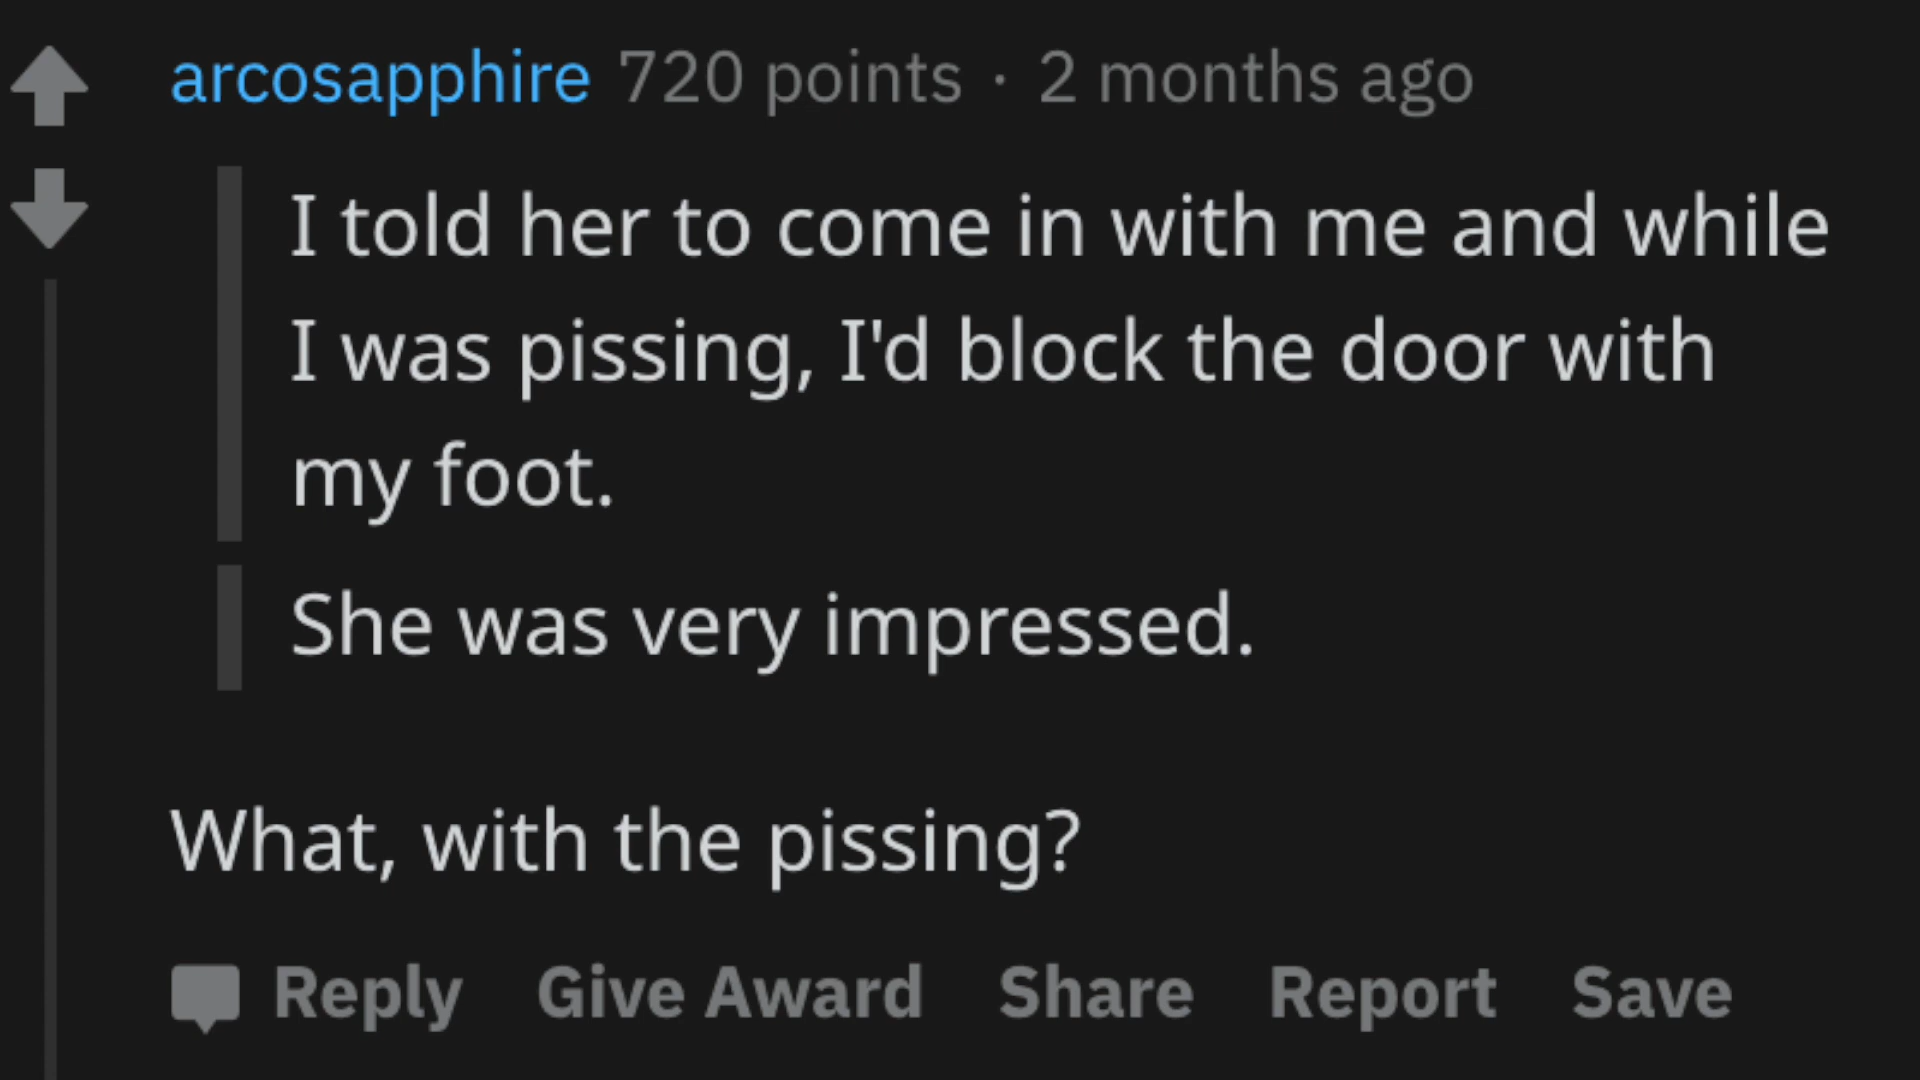 arcosapphire 720 points · 2 months ago
I told her to come in with me and while
I was pissing, I'd block the door with
my foot.
She was very impressed.
What, with the pissing?
Reply Give Award Share Report Save